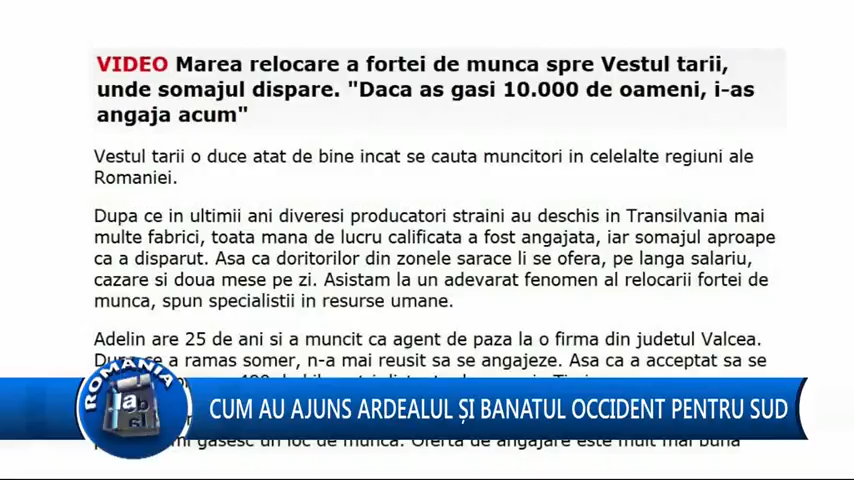 VIDEO Marea relocare a fortei de munca spre Vestul tarii,
unde somajul dispare. "Daca as gasi 10.000 de oameni, i-as
angaja acum"
Vestul tarii o duce atat de bine incat se cauta muncitori in celelalte regiuni ale
Romaniei.
Dupa ce in ultimii ani diveresi producatori straini au deschis in Transilvania mai
multe fabrici, toata mana de lucru calificata a fost angajata, iar somajul aproape
ca a disparut. Asa ca doritorilor din zonele sarace li se ofera, pe langa salariu,
cazare si doua mese pe zi. Asistam la un adevarat fenomen al relocarii fortei de
munca, spun specialistii in resurse umane.
Adelin are 25 de ani si a muncit ca agent de paza la o firma din judetul Valcea.
ce a ramas somer, n-a mai reusit sa se angajeze. Asa ca a acceptat sa se
ROMANIA
la
CUM AU AJUNS ARDEALUL ȘI BANATUL OCCIDENT PENTRU SUD
gasesc un loc de munca. Oferta de angajare este mult mai buna